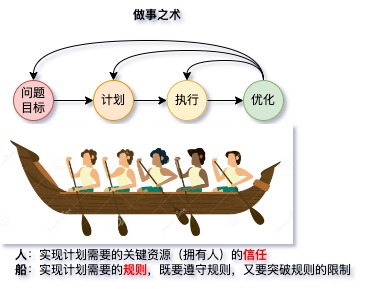 做事之术
问题
目标
计划
执行
优化
人：实现计划需要的关键资源（拥有人）的信任
船：实现计划需要的规则，既要遵守规则，又要突破规则的限制